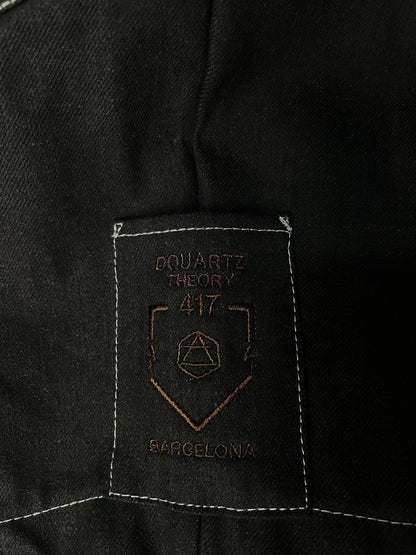 DQUARTZ
THEORY
417
BARCELONA